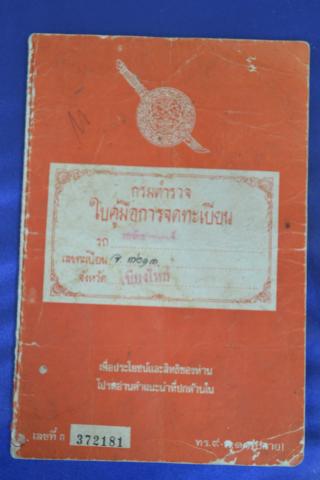 กรมตำรวจ
ใบคู่มือการจดทะเบียน
รถ
เลขทะเบียน
จังหวัด เชียงใหม่
เพื่อประโยชน์และสิทธิของท่าน
โปรดอ่านคำแนะนำที่ปกด้านใน
เลขที่ ก 372181